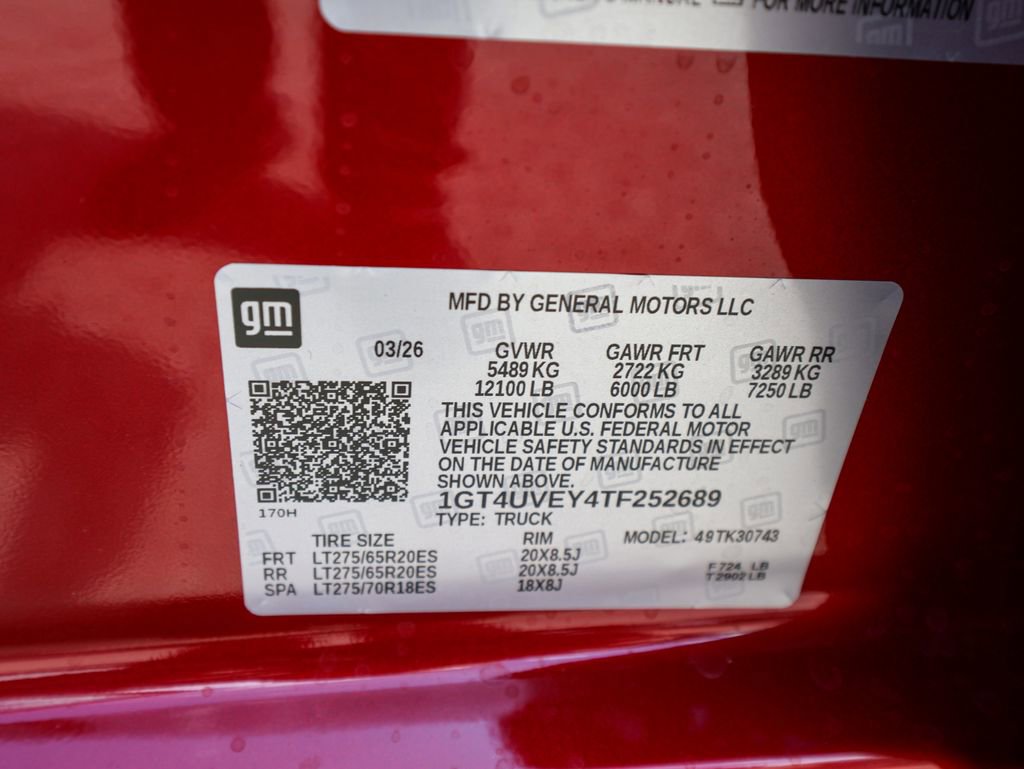 MANUAL FOR MORE INFORMATION
gm
MFD BY GENERAL MOTORS LLC
03/26 GVWR GAWR FRT GAWR RR
5489 KG 2722 KG 3289 KG
12100 LB 6000 LB 7250 LB
THIS VEHICLE CONFORMS TO ALL
APPLICABLE U.S. FEDERAL MOTOR
VEHICLE SAFETY STANDARDS IN EFFECT
ON THE DATE OF MANUFACTURE
SHOWN ABOVE.
1GT4UVEY4TF252689
170H
TYPE: TRUCK
TIRE SIZE RIM MODEL: 49TK30743
FRT LT275/65R20ES 20X8.5J
RR LT275/65R20ES 20X8.5J
SPA LT275/70R18ES 18X8J
F 724 LB
T 2902 LB